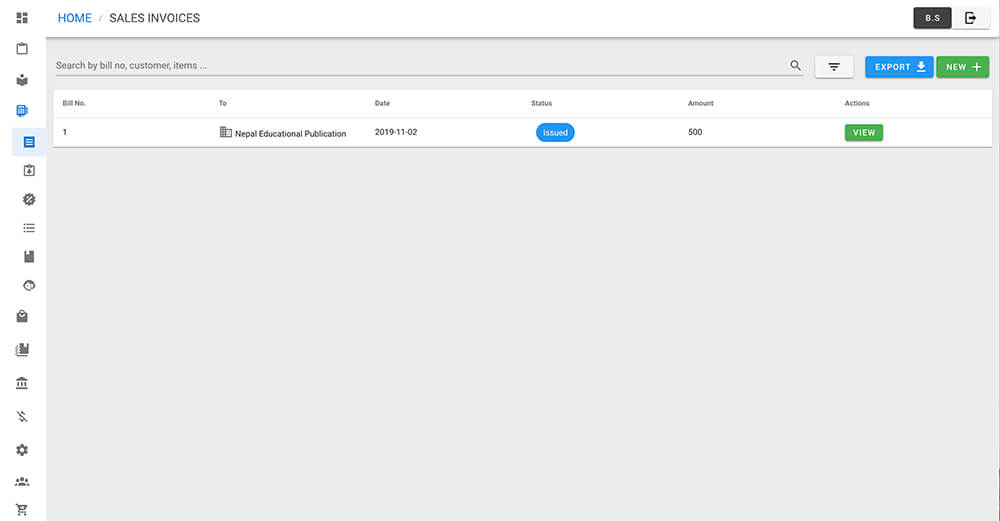 HOME / SALES INVOICES
B.S
Search by bill no, customer, items ...
EXPORT
NEW
Bill No. To Date Status Amount Actions
1 Nepal Educational Publication 2019-11-02 Issued 500 VIEW